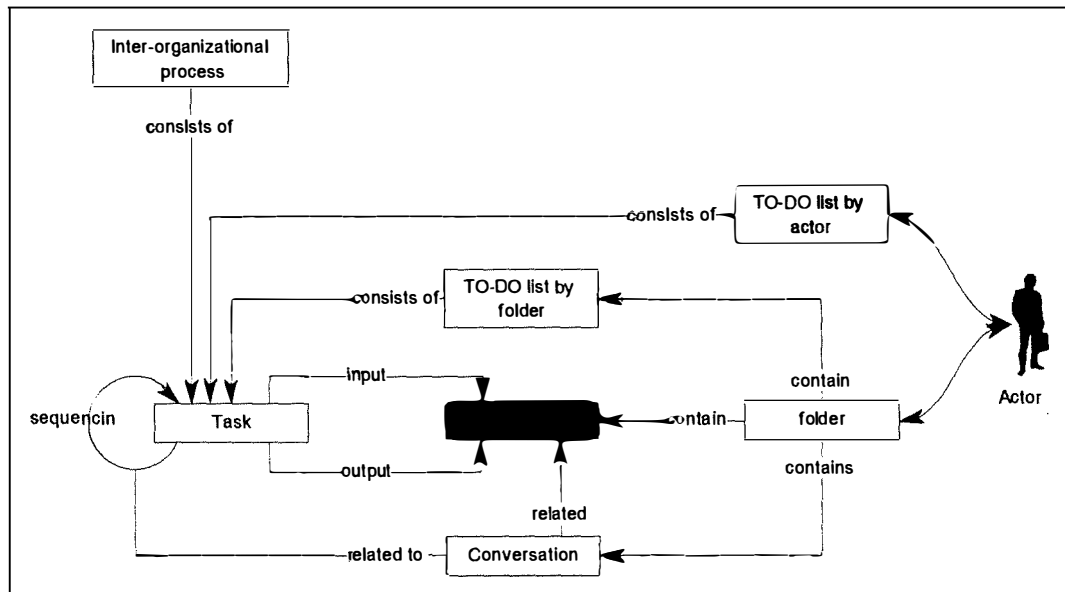 Inter-organizational
process
consists of
TO-DO list by
actor
consists of
TO-DO list by
folder
consists of
input
contain
Actor
sequencin
Task
contain
folder
contains
output
related
related to
Conversation